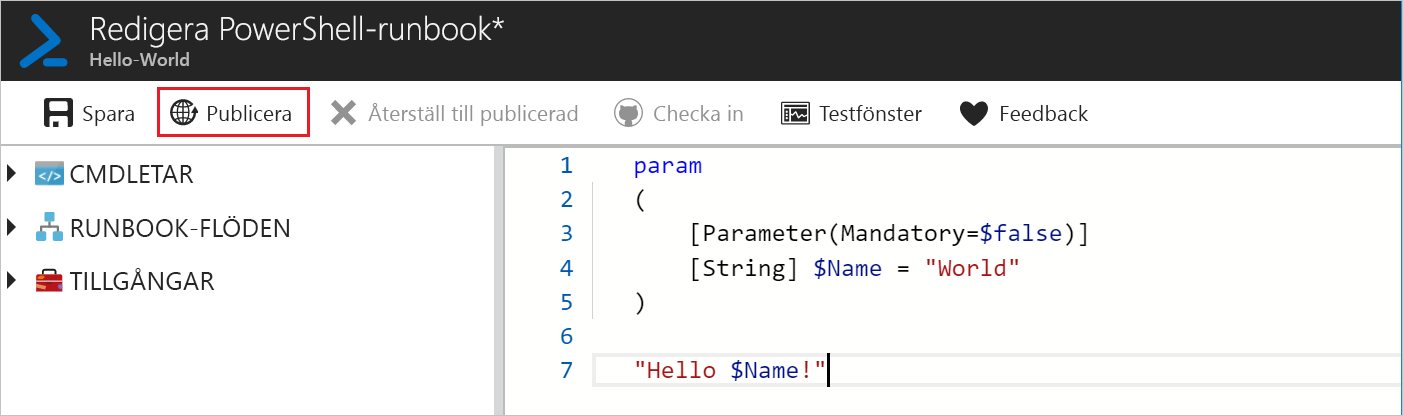 Redigera PowerShell-runbook*
Hello-World
Spara Publicera Återställ till publicerad Checka in Testfönster Feedback
CMDLETAR
RUNBOOK-FLÖDEN
TILLGÅNGAR
1 param
2 (
3 [Parameter(Mandatory=$false)]
4 [String] $Name = "World"
5 )
6
7 "Hello $Name!"